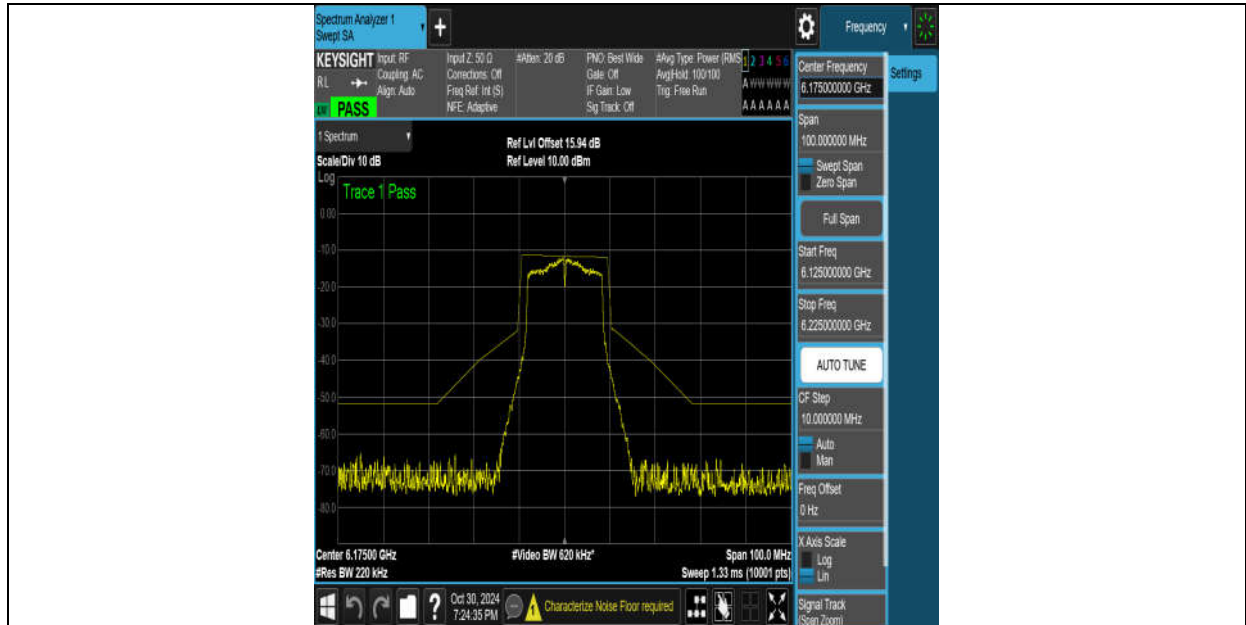 Spectrum Analyzer 1
Swept SA
Frequency
KEYSIGHT
Input: RF
Input Z: 50 Ω
#Atten: 20 dB
PNO: Best Wide
#Avg Type: Power (RMS
1 2 3 4 5 6
RL
Coupling: AC
Corrections: Off
Gate: Off
Avg|Hold: 100/100
A W W W W W
Align: Auto
Freq Ref: Int (S)
IF Gain: Low
Trig: Free Run
PASS
NFE: Adaptive
Sig Track: Off
A A A A A A
1 Spectrum
Scale/Div 10 dB
Ref Lvl Offset 15.94 dB
Ref Level 10.00 dBm
Log
Trace 1 Pass
0.00
-10.0
-20.0
-30.0
-40.0
-50.0
-60.0
-70.0
-80.0
Center 6.17500 GHz
#Video BW 620 kHz*
Span 100.0 MHz
#Res BW 220 kHz
Sweep 1.33 ms (10001 pts)
Oct 30, 2024
7:24:35 PM
Characterize Noise Floor required
Center Frequency
6.175000000 GHz
Settings
Span
100.000000 MHz
Swept Span
Zero Span
Full Span
Start Freq
6.125000000 GHz
Stop Freq
6.225000000 GHz
AUTO TUNE
CF Step
10.000000 MHz
Auto
Man
Freq Offset
0 Hz
X Axis Scale
Log
Lin
Signal Track
(Span Zoom)